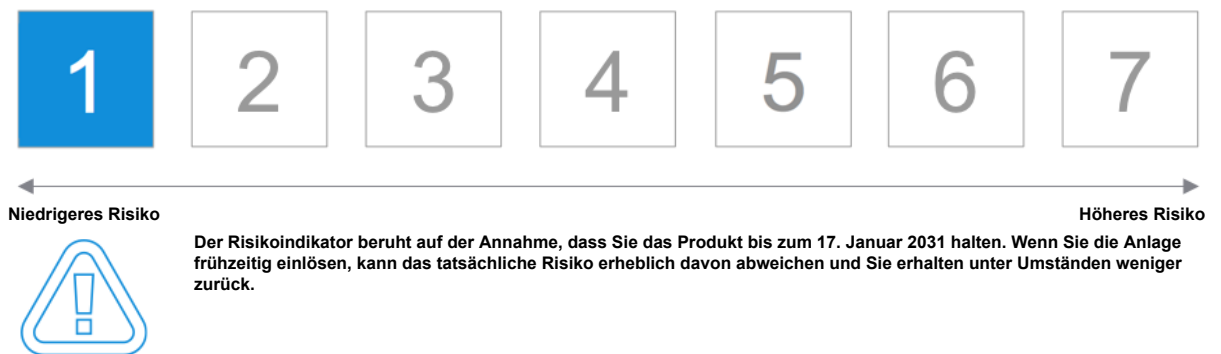 1 2 3 4 5 6 7
Niedrigeres Risiko Höheres Risiko
Der Risikoindikator beruht auf der Annahme, dass Sie das Produkt bis zum 17. Januar 2031 halten. Wenn Sie die Anlage
frühzeitig einlösen, kann das tatsächliche Risiko erheblich davon abweichen und Sie erhalten unter Umständen weniger
zurück.